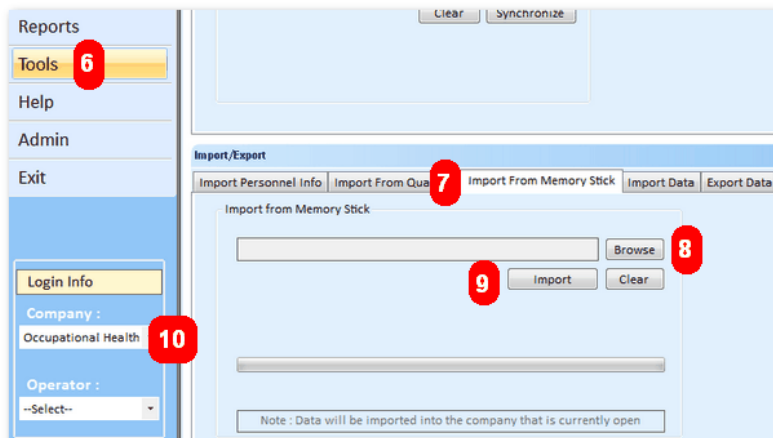 Reports
Tools 6
Help
Admin
Exit
Login Info
Company :
Occupational Health 10
Operator :
--Select--
Clear Synchronize
Import/Export
Import Personnel Info Import From Qua 7 Import From Memory Stick Import Data Export Data
Import from Memory Stick
Browse 8
9 Import Clear
Note : Data will be imported into the company that is currently open